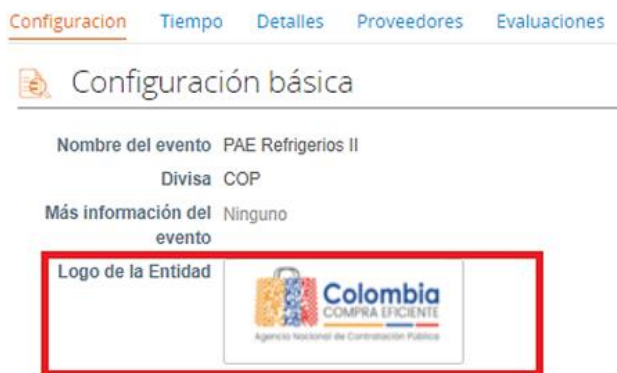 Configuracion Tiempo Detalles Proveedores Evaluaciones
Configuración básica
Nombre del evento PAE Refrigerios II
Divisa COP
Más información del evento Ninguno
Logo de la Entidad
Colombia
COMPRA EFICIENTE
Agencia Nacional de Contratación Pública